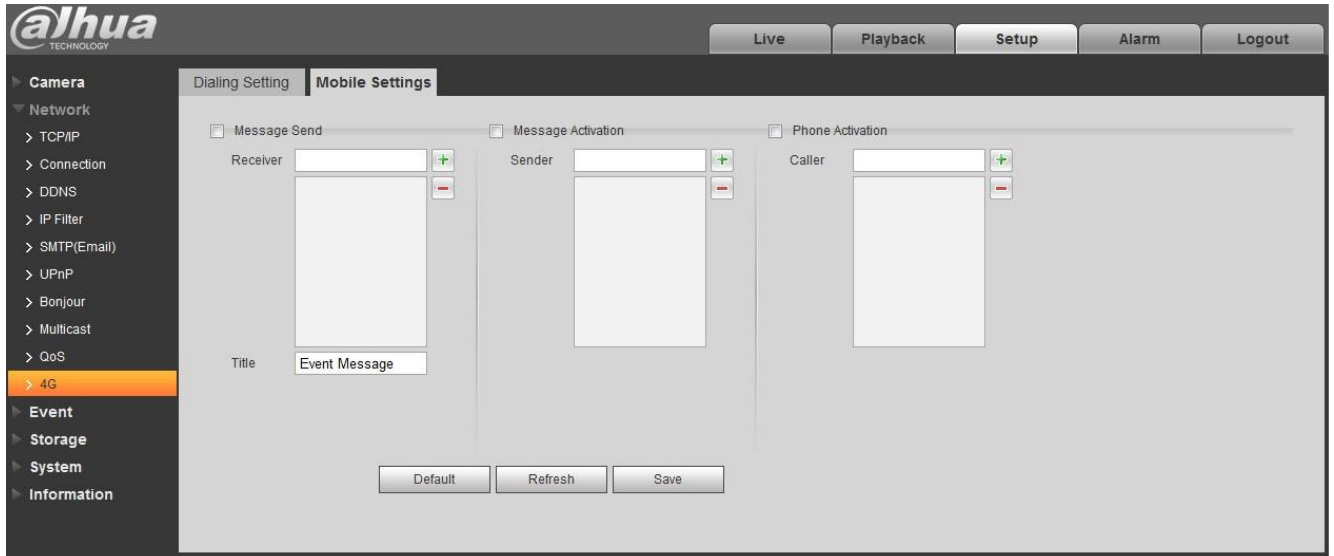 alhua
TECHNOLOGY
Live Playback Setup Alarm Logout
Camera
Network
TCP/IP
Connection
DDNS
IP Filter
SMTP(Email)
UPnP
Bonjour
Multicast
QoS
4G
Event
Storage
System
Information
Dialing Setting Mobile Settings
Message Send Message Activation Phone Activation
Receiver Sender Caller
Title Event Message
Default Refresh Save